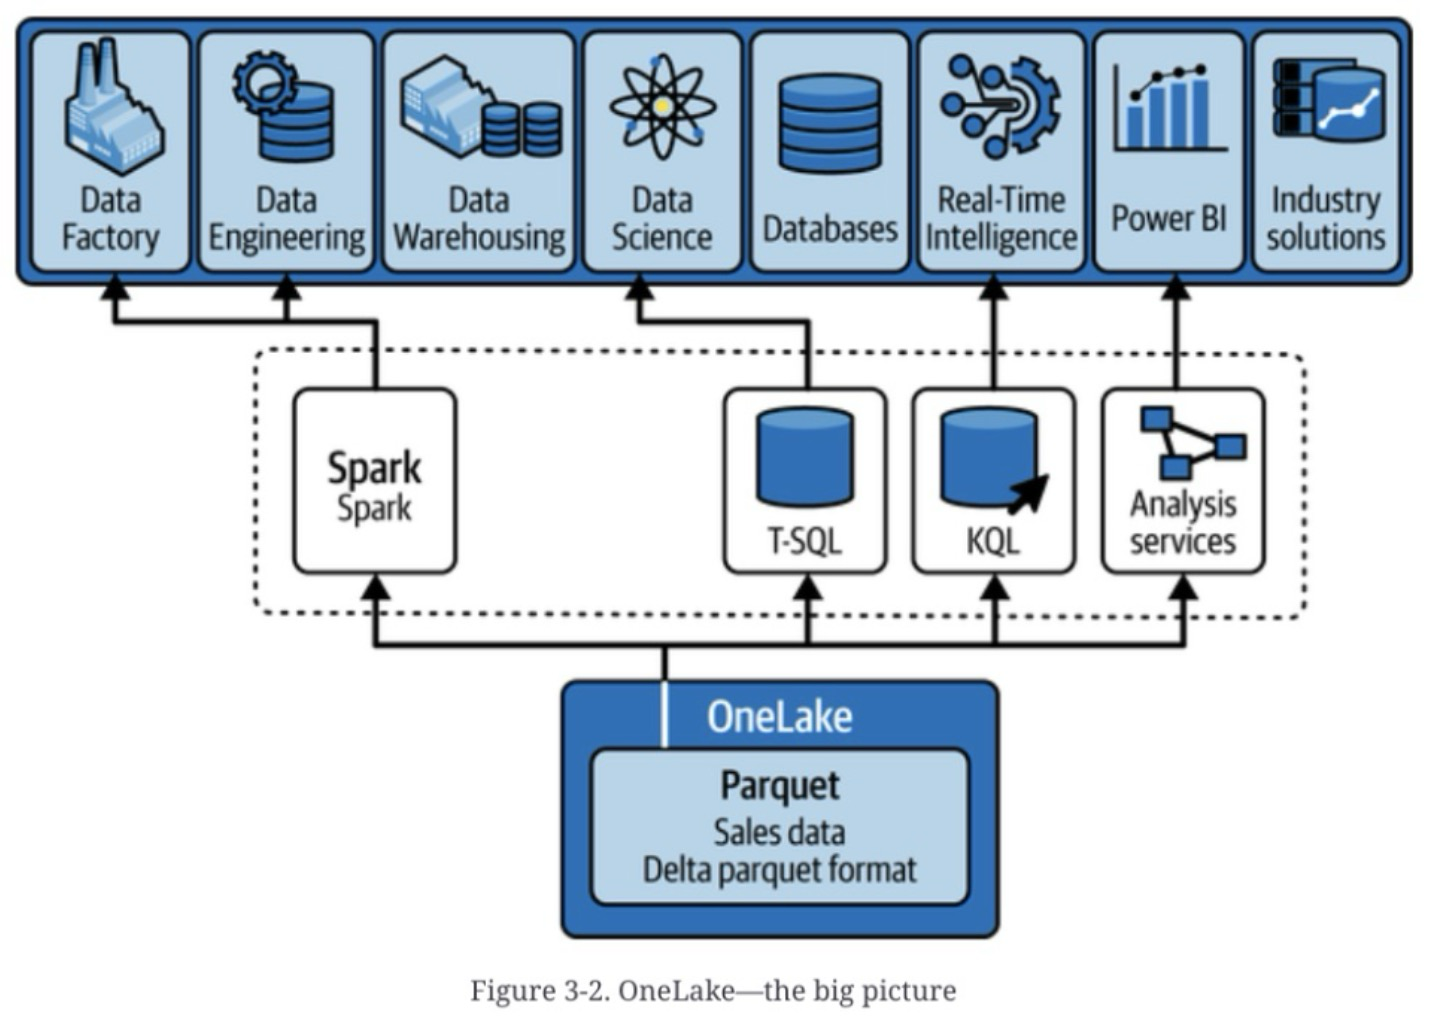 Data
Factory
Data
Engineering
Data
Warehousing
Data
Science
Databases
Real-Time
Intelligence
Power BI
Industry
solutions
Spark
Spark
T-SQL
KQL
Analysis
services
OneLake
Parquet
Sales data
Delta parquet format
Figure 3-2. OneLake—the big picture